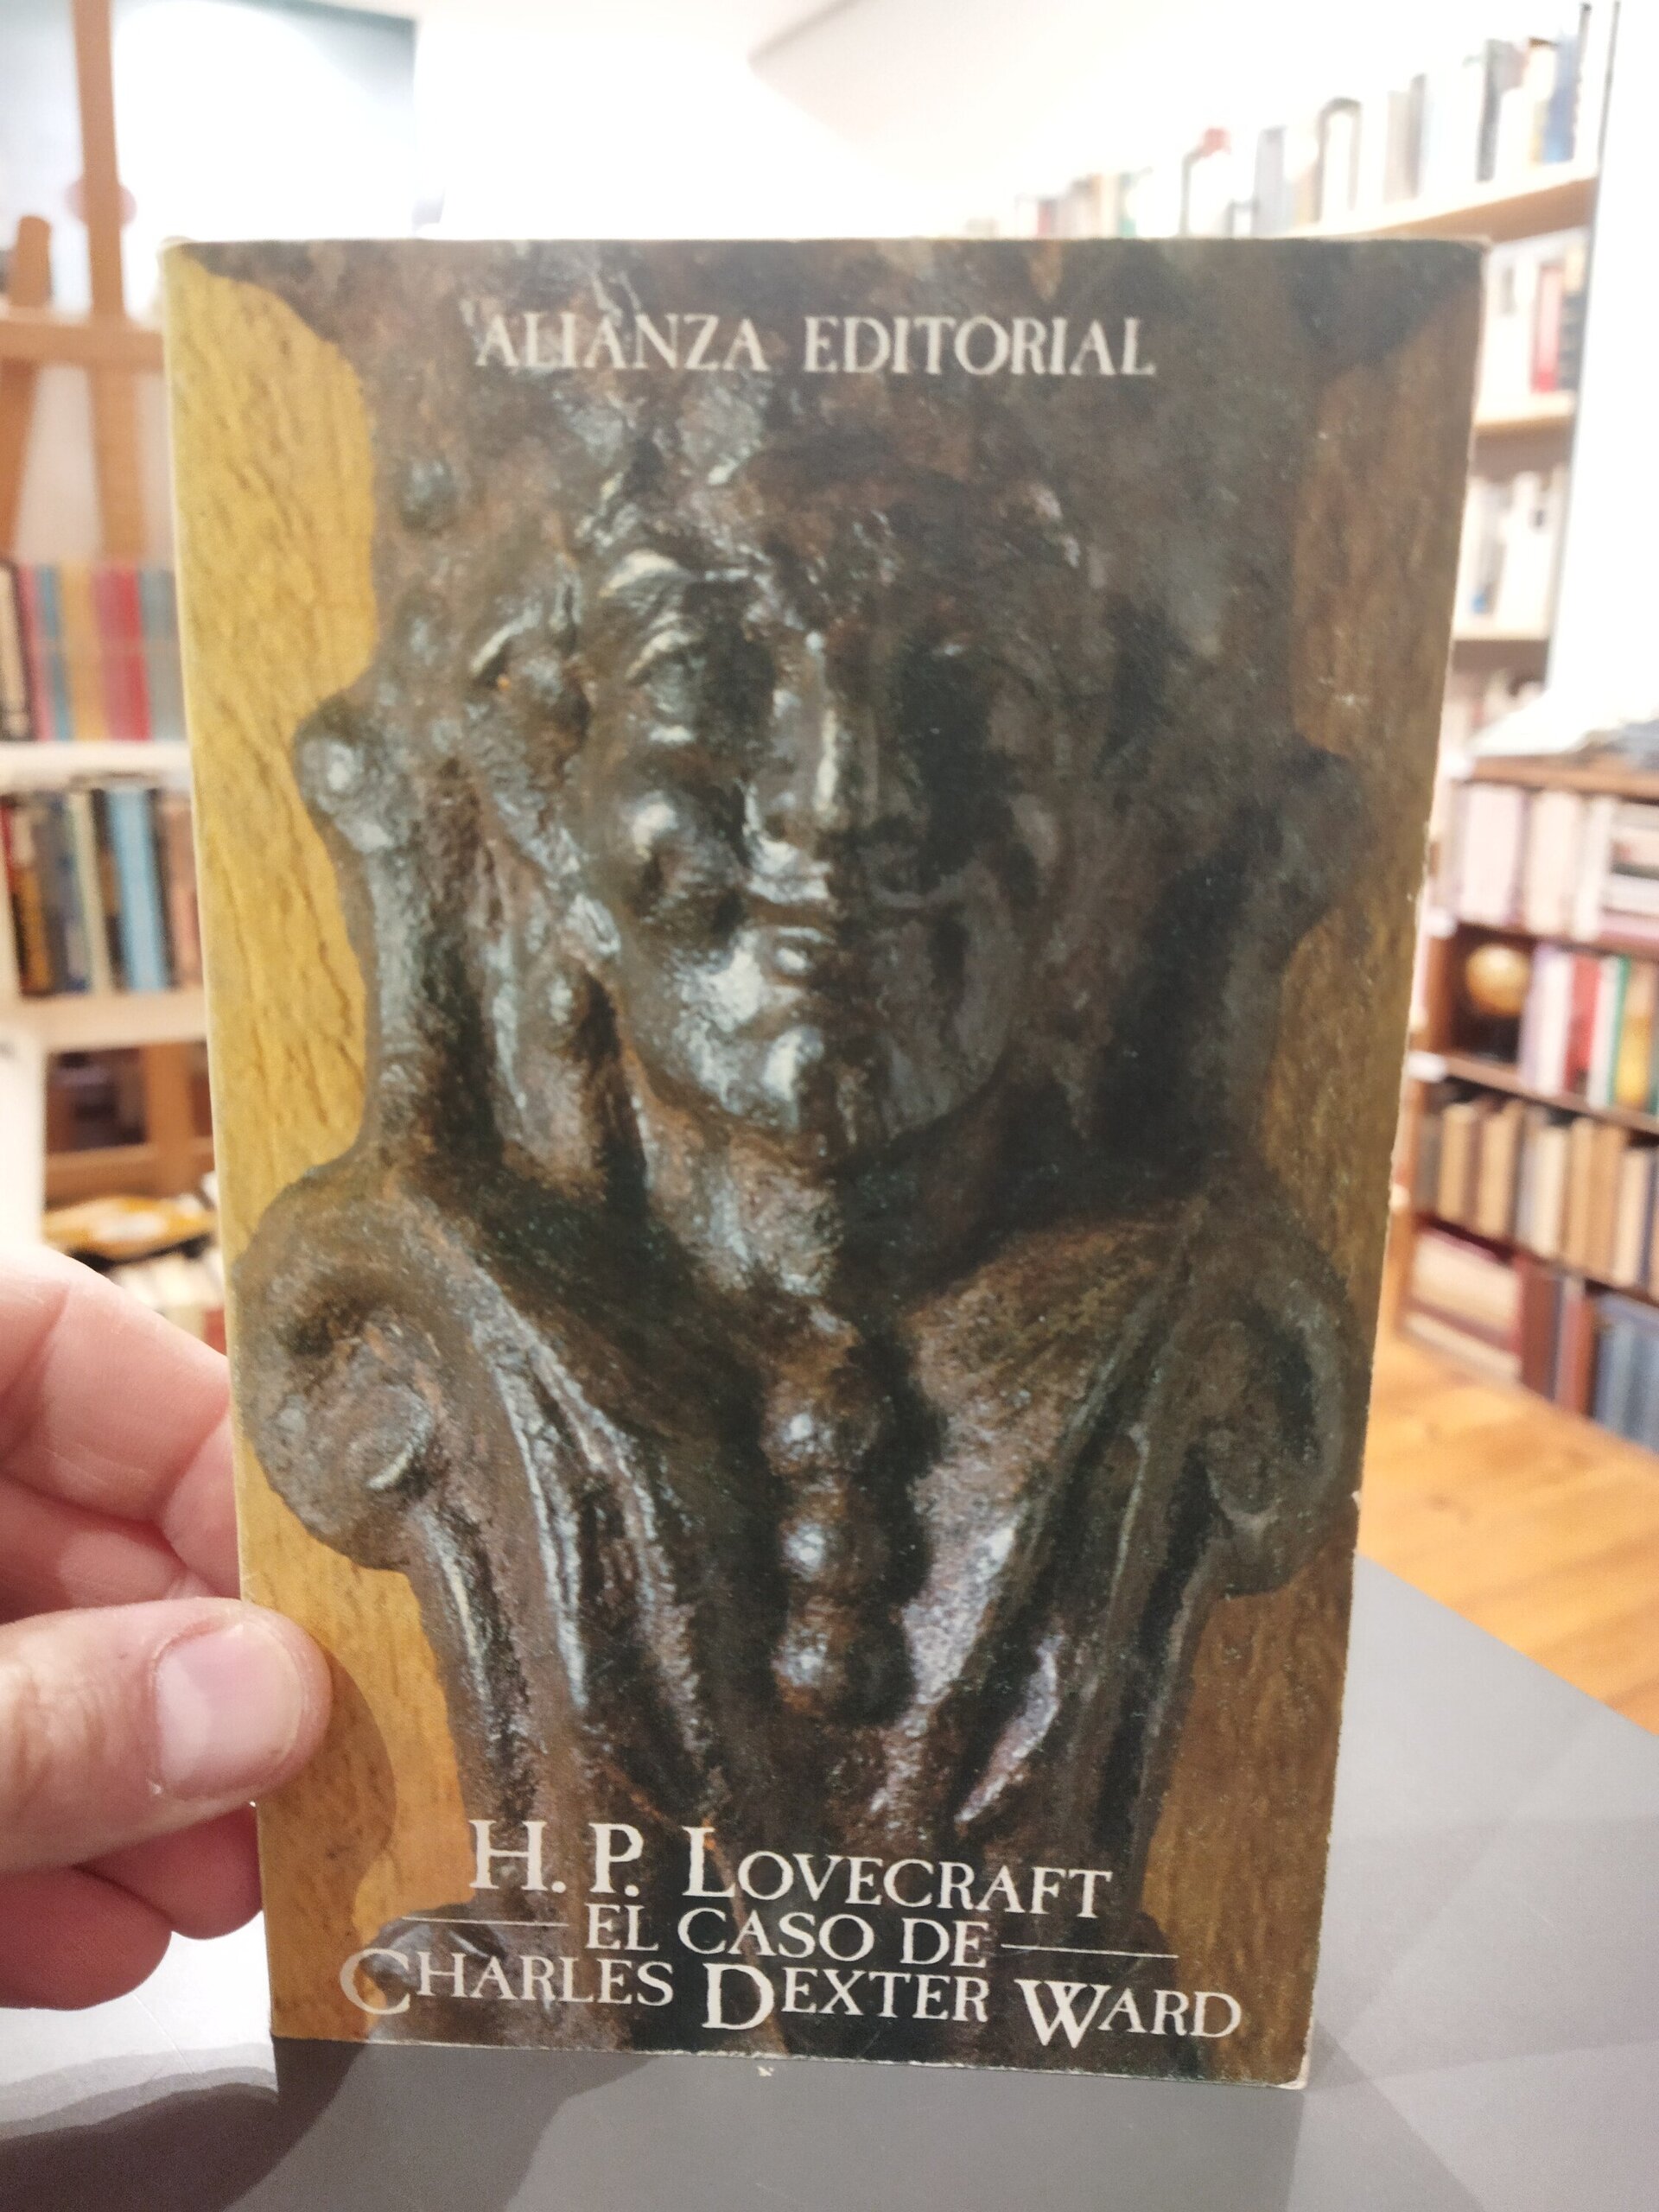 ALIANZA EDITORIAL
H. P. LOVECRAFT
EL CASO DE
CHARLES DEXTER WARD